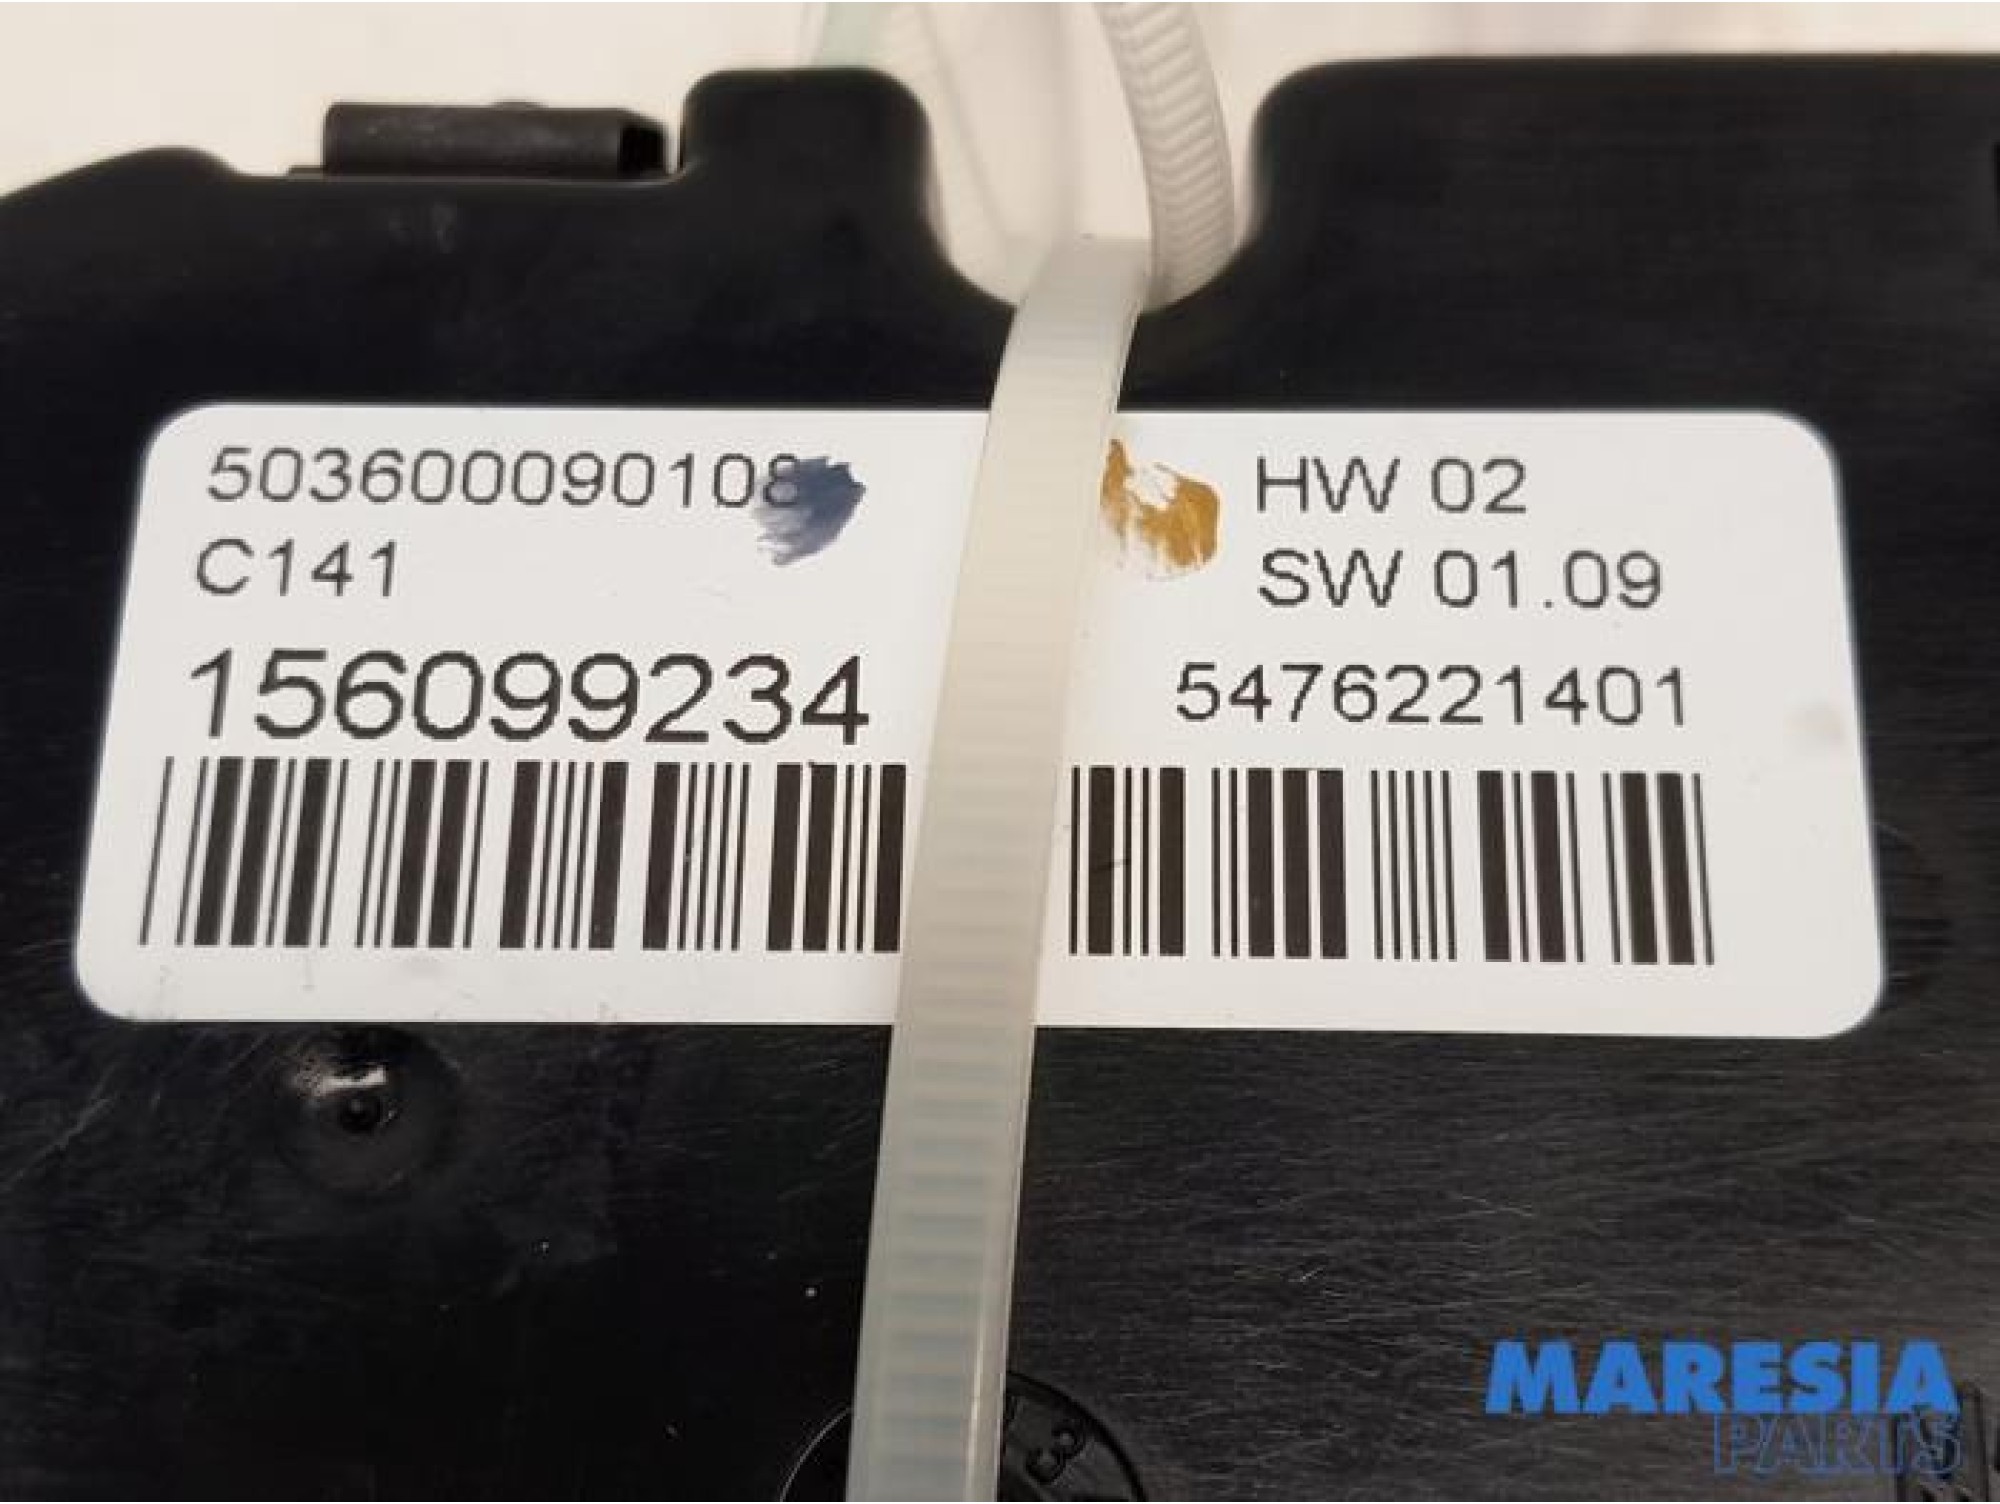 503600090108 HW 02
C141 SW 01.09
156099234 5476221401
MARESIA
PARTS